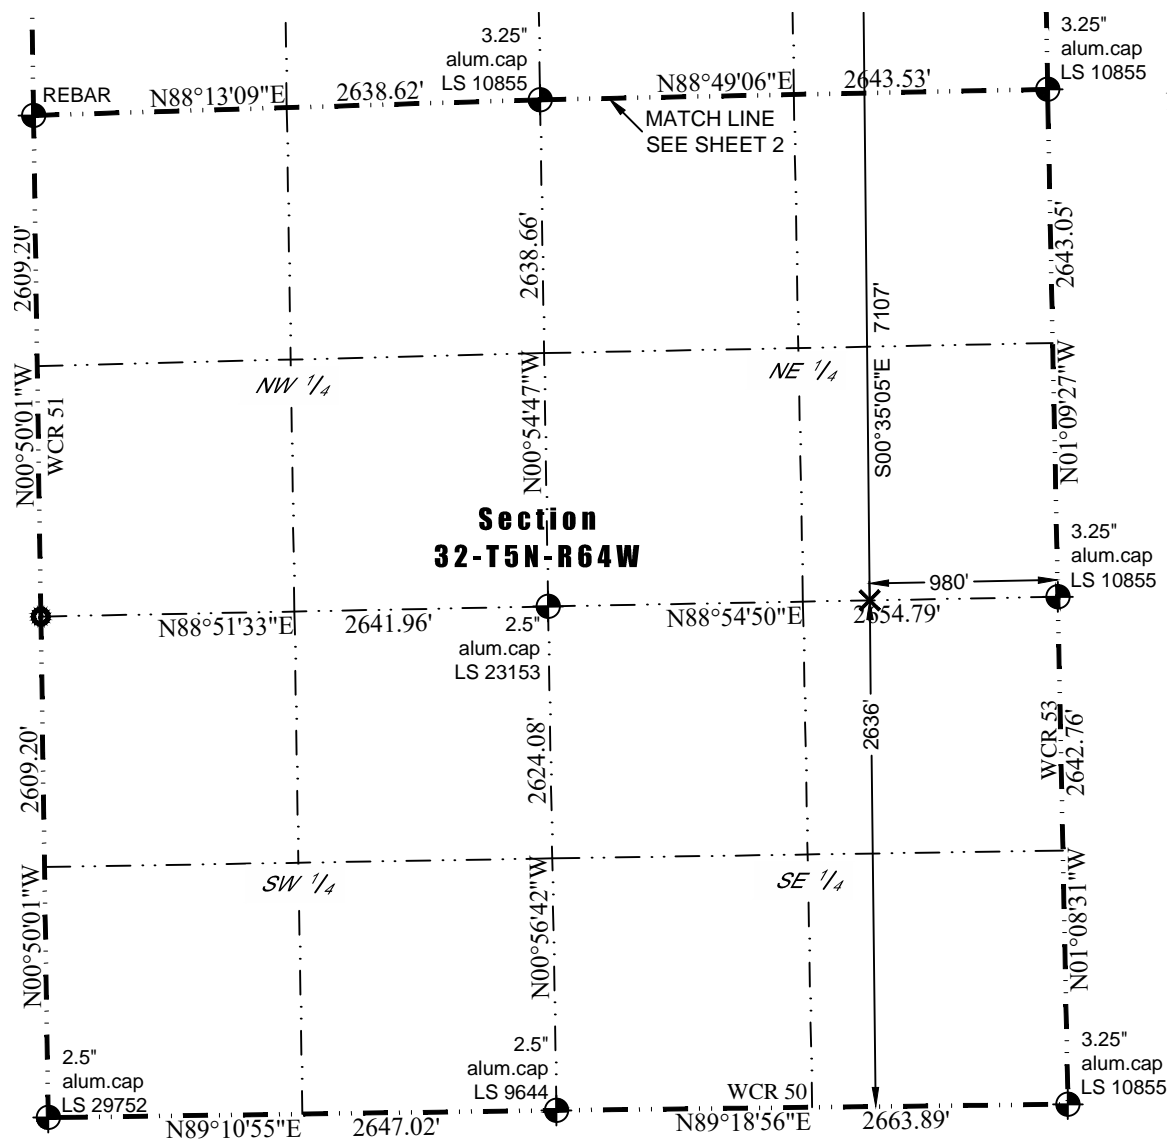 3.25"
alum.cap
LS 10855
3.25"
alum.cap
LS 10855
REBAR
N88°13'09"E
2638.62'
N88°49'06"E
2643.53'
MATCH LINE
SEE SHEET 2
2609.20'
2638.66'
7107'
2643.05'
N00°50'01"W
WCR 51
NW 1/4
N00°54'47"W
NE 1/4
S00°35'05"E
N01°09'27"W
Section
32-T5N-R64W
3.25"
alum.cap
LS 10855
980'
N88°51'33"E
2641.96'
2.5"
alum.cap
LS 23153
N88°54'50"E
2654.79'
2609.20'
2624.08'
2636'
WCR 53
2642.76'
N00°50'01"W
SW 1/4
N00°56'42"W
SE 1/4
N01°08'31"W
2.5"
alum.cap
LS 29752
2.5"
alum.cap
LS 9644
WCR 50
3.25"
alum.cap
LS 10855
N89°10'55"E
2647.02'
N89°18'56"E
2663.89'